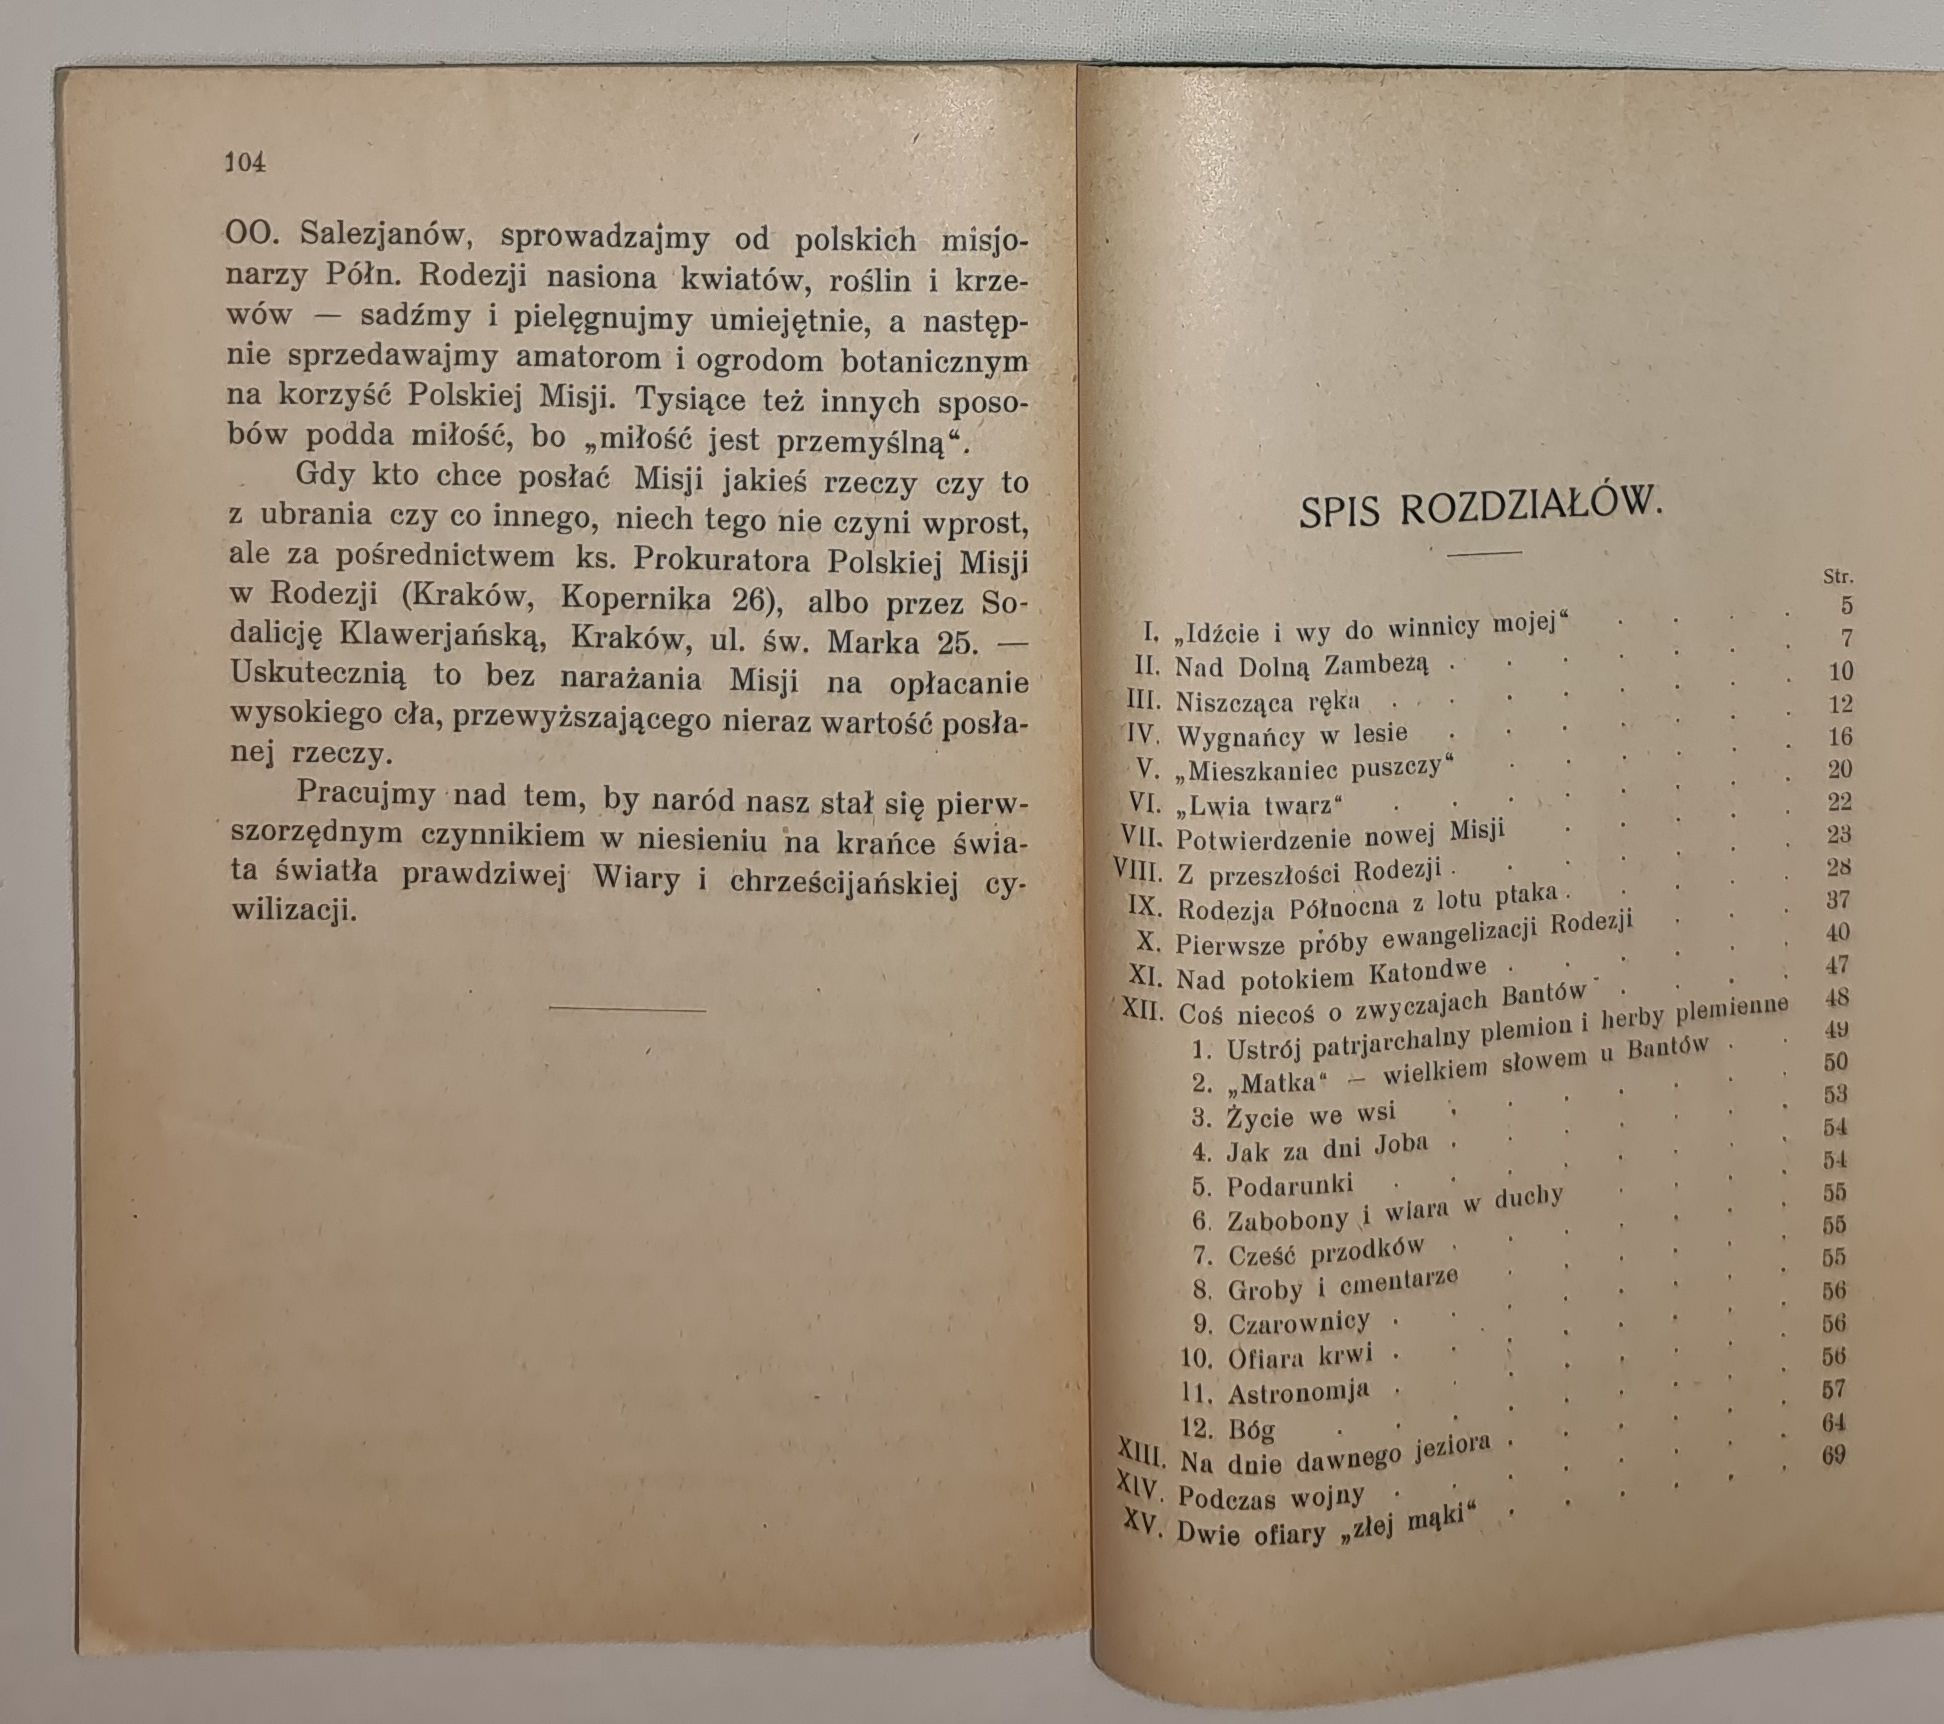 104
OO. Salezjanów, sprowadzajmy od polskich misjo-
narzy Półn. Rodezji nasiona kwiatów, roślin i krze-
wów — sadźmy i pielęgnujmy umiejętnie, a następ-
nie sprzedawajmy amatorom i ogrodom botanicznym
na korzyść Polskiej Misji. Tysiące też innych sposo-
bów podda miłość, bo „miłość jest przemyślną“.
Gdy kto chce posłać Misji jakieś rzeczy czy to
z ubrania czy co innego, niech tego nie czyni wprost,
ale za pośrednictwem ks. Prokuratora Polskiej Misji
w Rodezji (Kraków, Kopernika 26), albo przez So-
dalicję Klawerjańską, Kraków, ul. św. Marka 25. —
Uskutecznią to bez narażania Misji na opłacanie
wysokiego cła, przewyższającego nieraz wartość posła-
nej rzeczy.
Pracujmy nad tem, by naród nasz stał się pierw-
szorzędnym czynnikiem w niesieniu na krańce świa-
ta światła prawdziwej Wiary i chrześcijańskiej cy-
wilizacji.
SPIS ROZDZIAŁÓW.
Str.
I. „Idźcie i wy do winnicy mojej“ 5
II. Nad Dolną Zambezą 7
III. Niszcząca ręka 10
IV. Wygnańcy w lesie 12
V. „Mieszkaniec puszczy“ 16
VI. „Lwia twarz“ 20
VII. Potwierdzenie nowej Misji 22
VIII. Z przeszłości Rodezji 23
IX. Rodezja Północna z lotu ptaka 28
X. Pierwsze próby ewangelizacji Rodezji 37
XI. Nad potokiem Katondwe 40
XII. Coś niecoś o zwyczajach Bantów 47
1. Ustrój patrjarchalny plemion i herby plemienne 48
2. „Matka“ — wielkiem słowem u Bantów 49
3. Życie we wsi 50
4. Jak za dni Joba 53
5. Podarunki 54
6. Zabobony i wiara w duchy 54
7. Cześć przodków 55
8. Groby i cmentarze 55
9. Czarownicy 55
10. Ofiara krwi 56
11. Astronomja 56
12. Bóg 56
XIII. Na dnie dawnego jeziora 57
XIV. Podczas wojny 64
XV. Dwie ofiary „złej mąki“ 69